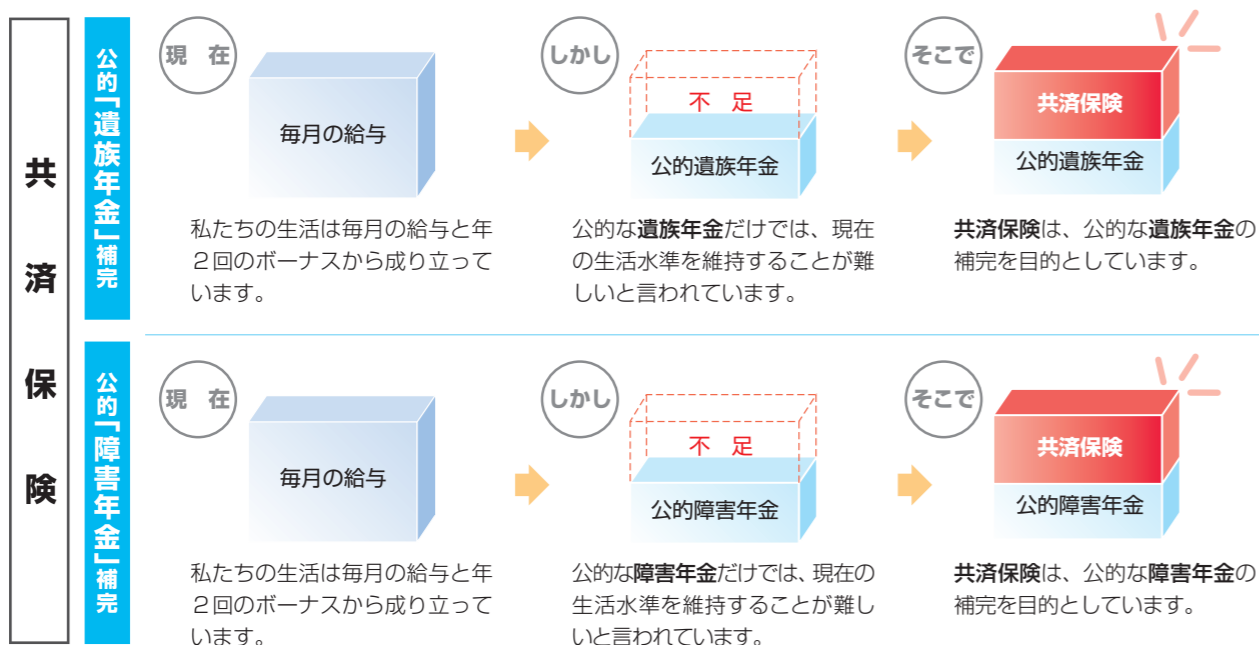 共済保険
公的「遺族年金」補完
現 在
毎月の給与
私たちの生活は毎月の給与と年
２回のボーナスから成り立って
います。
しかし
不 足
公的遺族年金
公的な遺族年金だけでは、現在
の生活水準を維持することが難
しいと言われています。
そこで
共済保険
公的遺族年金
共済保険は、公的な遺族年金の
補完を目的としています。
公的「障害年金」補完
現 在
毎月の給与
私たちの生活は毎月の給与と年
２回のボーナスから成り立って
います。
しかし
不 足
公的障害年金
公的な障害年金だけでは、現在の
生活水準を維持することが難し
いと言われています。
そこで
共済保険
公的障害年金
共済保険は、公的な障害年金の
補完を目的としています。